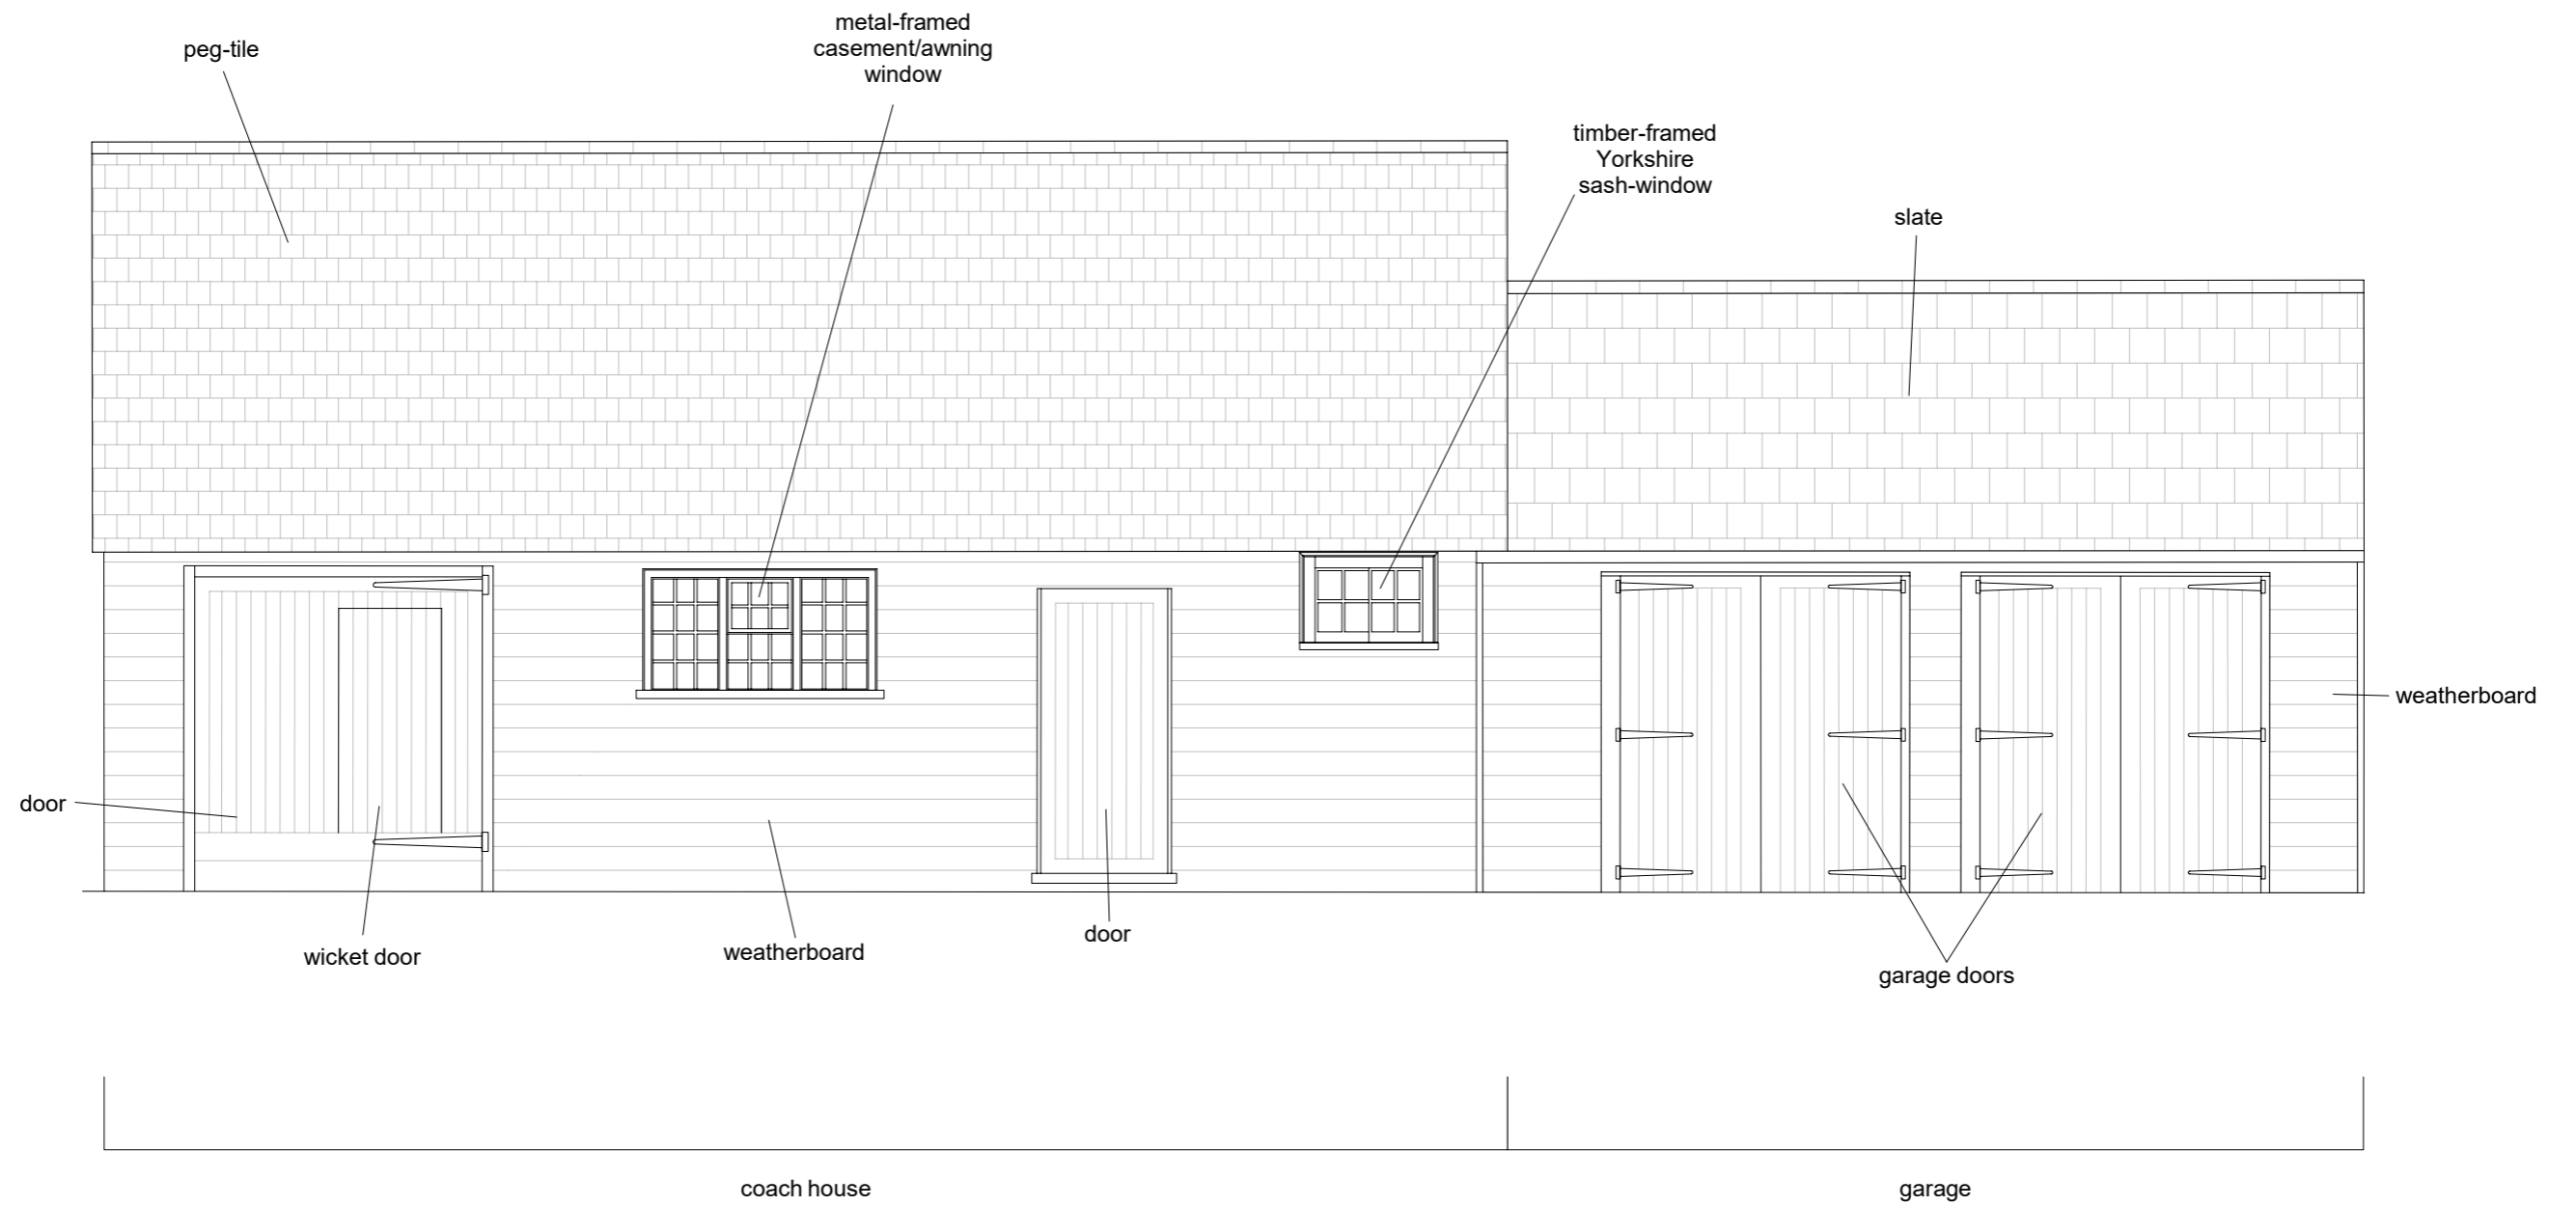 metal-framed
casement/awning
window
peg-tile
timber-framed
Yorkshire
sash-window
slate
weatherboard
door
door
wicket door
weatherboard
garage doors
coach house
garage